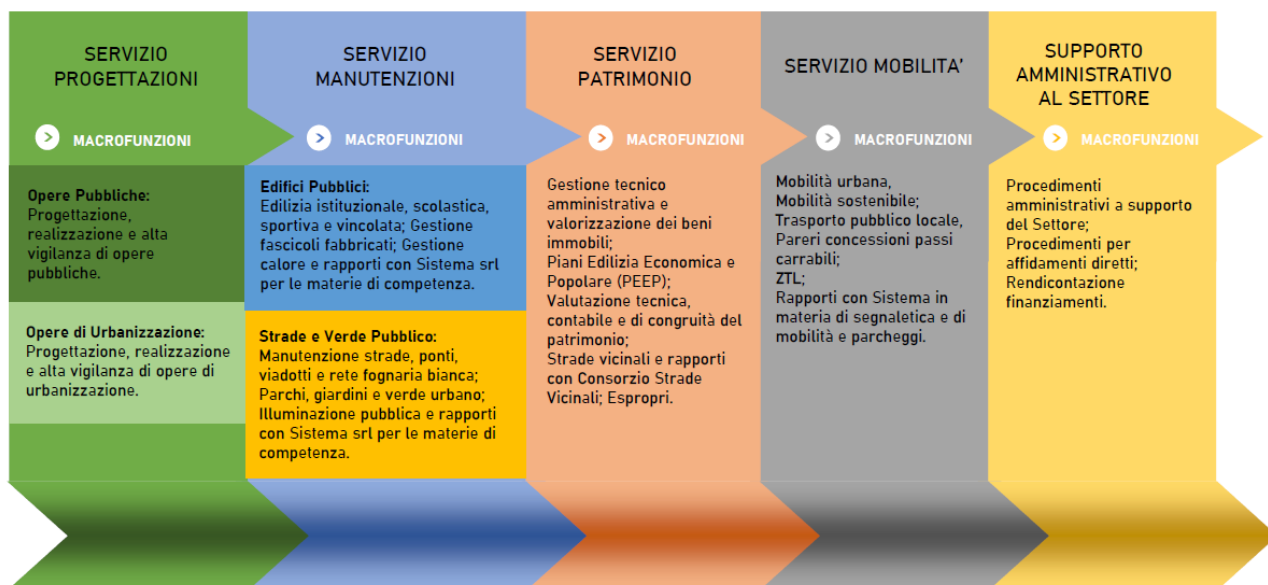 SERVIZIO
PROGETTAZIONI
MACROFUNZIONI
Opere Pubbliche:
Progettazione,
realizzazione e alta
vigilanza di opere
pubbliche.
Opere di Urbanizzazione:
Progettazione, realizzazione
e alta vigilanza di opere di
urbanizzazione.
SERVIZIO
MANUTENZIONI
MACROFUNZIONI
Edifici Pubblici:
Edilizia istituzionale, scolastica,
sportiva e vincolata; Gestione
fascicoli fabbricati; Gestione
calore e rapporti con Sistema srl
per le materie di competenza.
Strade e Verde Pubblico:
Manutenzione strade, ponti,
viadotti e rete fognaria bianca;
Parchi, giardini e verde urbano;
Illuminazione pubblica e rapporti
con Sistema srl per le materie di
competenza.
SERVIZIO
PATRIMONIO
MACROFUNZIONI
Gestione tecnico
amministrativa e
valorizzazione dei beni
immobili;
Piani Edilizia Economica e
Popolare (PEEP);
Valutazione tecnica,
contabile e di congruità del
patrimonio;
Strade vicinali e rapporti
con Consorzio Strade
Vicinali; Espropri.
SERVIZIO MOBILITA'
MACROFUNZIONI
Mobilità urbana,
Mobilità sostenibile;
Trasporto pubblico locale,
Pareri concessioni passi
carrabili;
ZTL;
Rapporti con Sistema in
materia di segnaletica e di
mobilità e parcheggi.
SUPPORTO
AMMINISTRATIVO
AL SETTORE
MACROFUNZIONI
Procedimenti
amministrativi a supporto
del Settore;
Procedimenti per
affidamenti diretti;
Rendicontazione
finanziamenti.